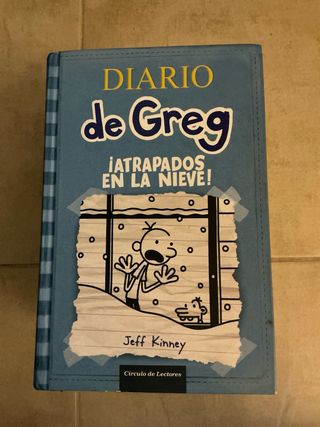 DIARIO
de Greg
¡ATRAPADOS
EN LA NIEVE!
Jeff Kinney
Círculo de Lectores